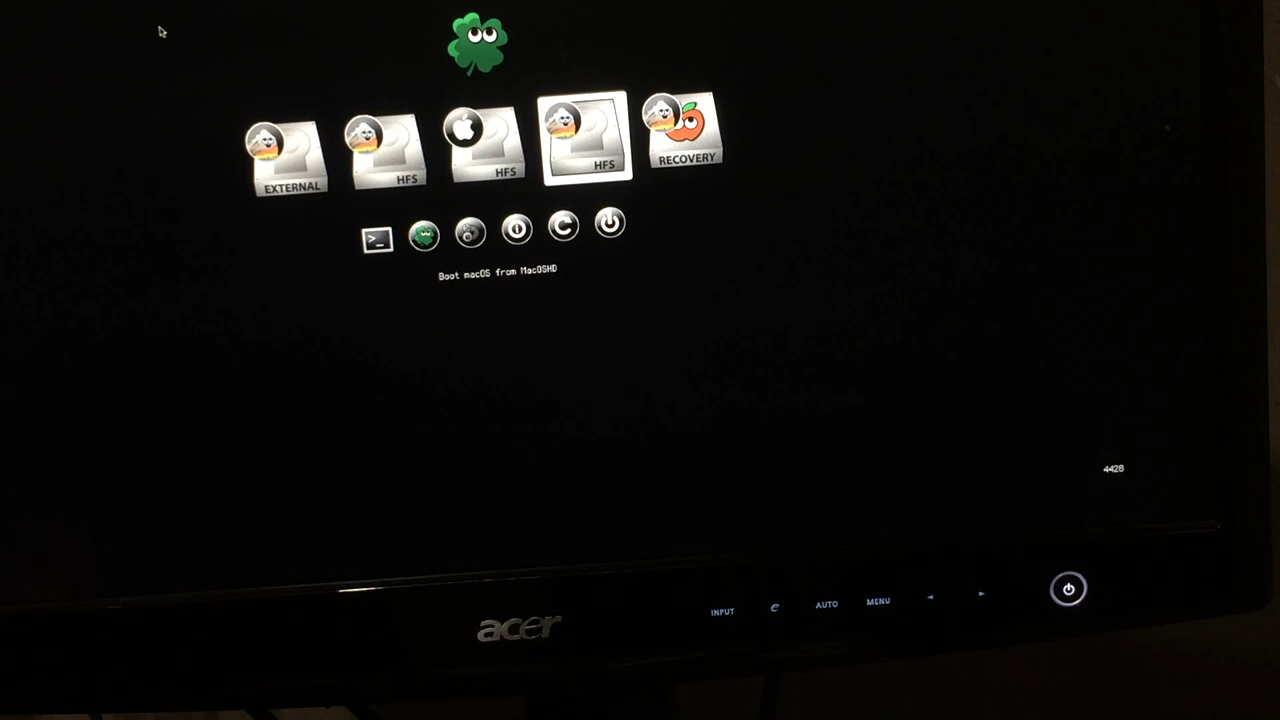 EXTERNAL
HFS
HFS
HFS
RECOVERY
>_
Boot macOS from MacOSHD
4428
acer
INPUT
e
AUTO
MENU